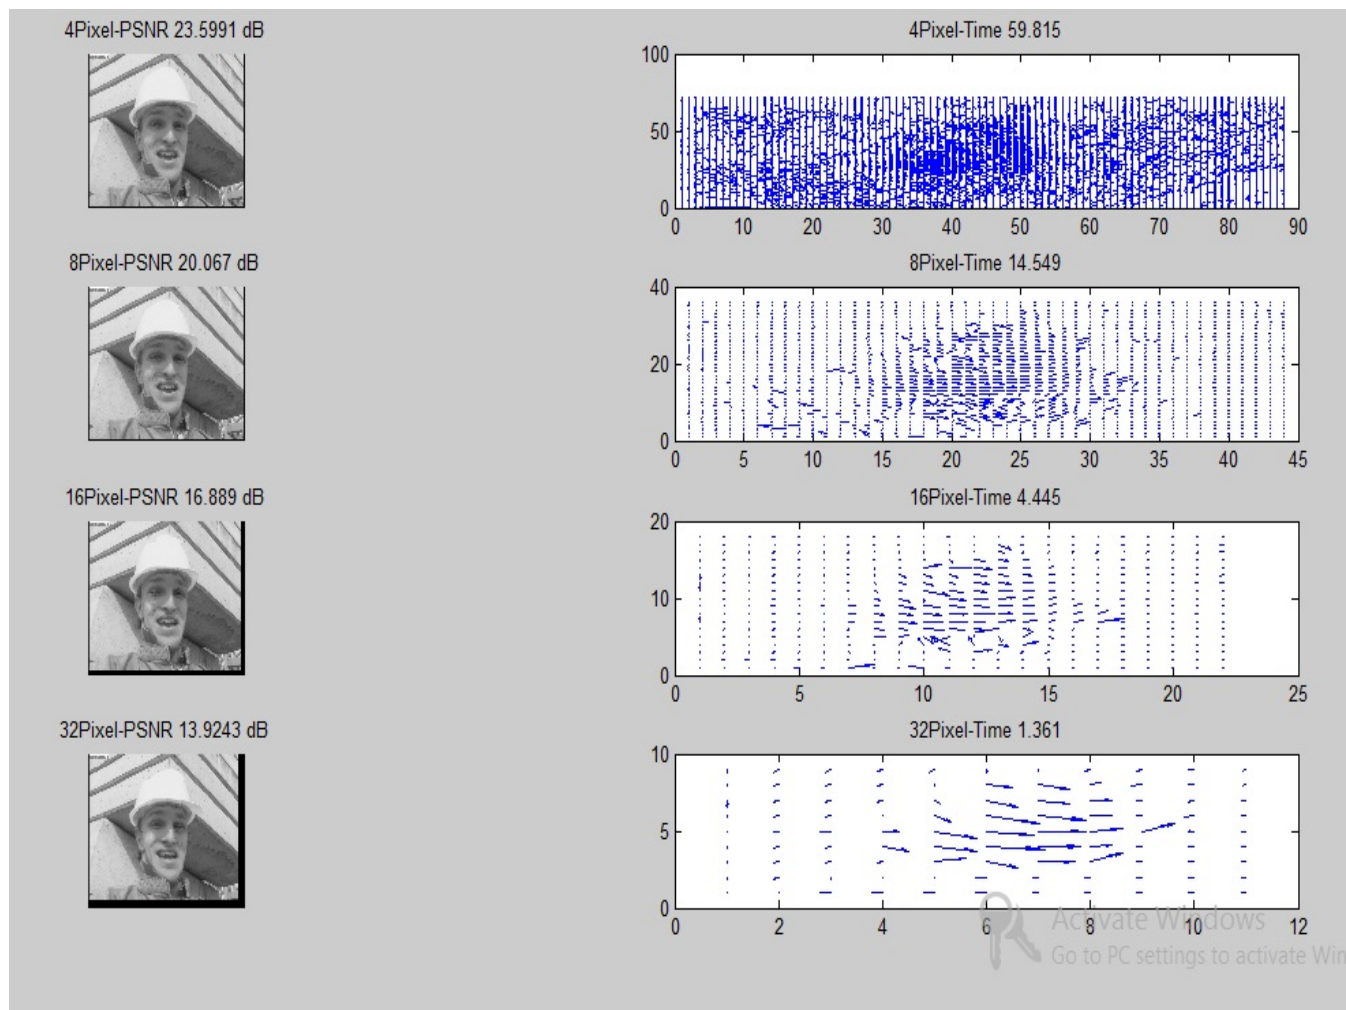 4Pixel-PSNR 23.5991 dB
4Pixel-Time 59.815
100
50
0
0 10 20 30 40 50 60 70 80 90
8Pixel-PSNR 20.067 dB
8Pixel-Time 14.549
40
20
0
0 5 10 15 20 25 30 35 40 45
16Pixel-PSNR 16.889 dB
16Pixel-Time 4.445
20
10
0
0 5 10 15 20 25
32Pixel-PSNR 13.9243 dB
32Pixel-Time 1.361
10
5
0
0 2 4 6 8 10 12
Activate Windows
Go to PC settings to activate Win